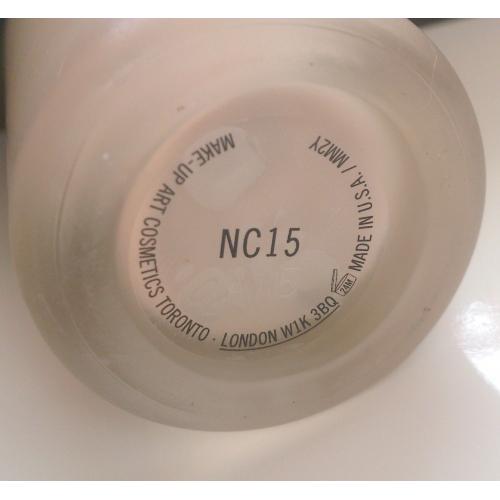 MAKE-UP ART COSMETICS TORONTO · LONDON W1K 3BQ 24M MADE IN U.S.A. / MM2Y
NC15